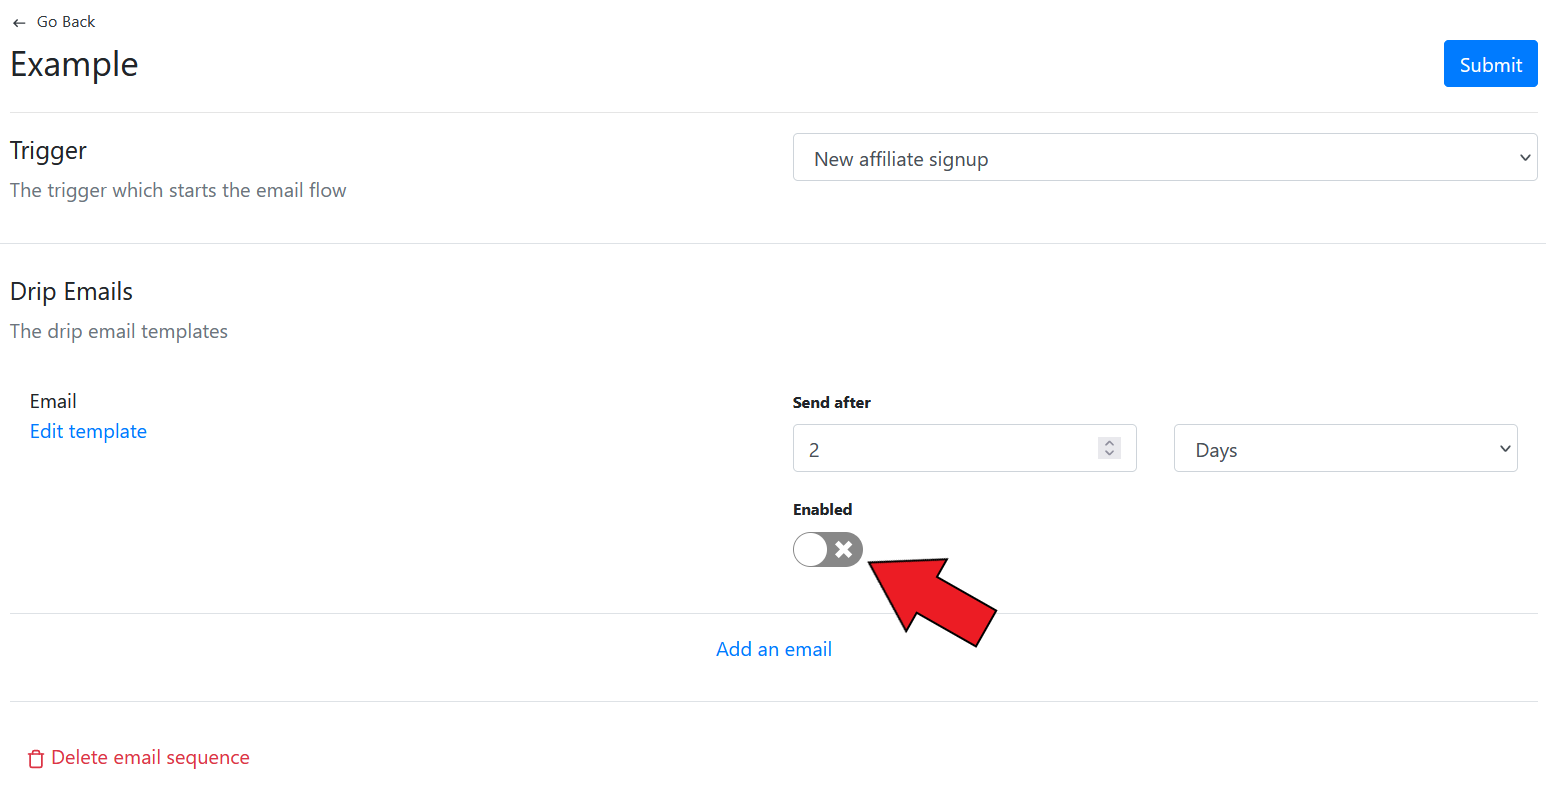 Go Back
Example
Submit
Trigger
New affiliate signup
The trigger which starts the email flow
Drip Emails
The drip email templates
Email
Edit template
Send after
2
Days
Enabled
Add an email
Delete email sequence